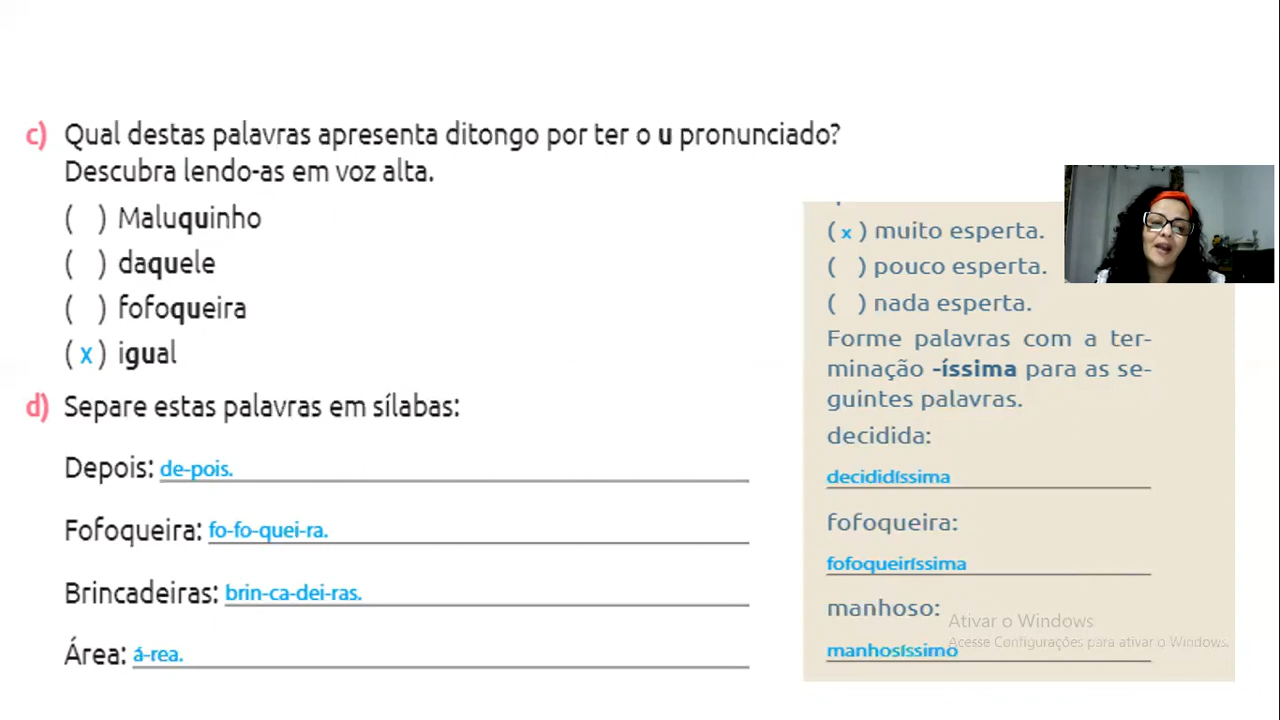 c) Qual destas palavras apresenta ditongo por ter o u pronunciado?
Descubra lendo-as em voz alta.
( ) Maluquinho
( ) daquele
( ) fofoqueira
( x ) igual
d) Separe estas palavras em sílabas:
Depois: de-pois.
Fofoqueira: fo-fo-quei-ra.
Brincadeiras: brin-ca-dei-ras.
Área: á-rea.
( x ) muito esperta.
( ) pouco esperta.
( ) nada esperta.
Forme palavras com a ter-
minação -íssima para as se-
guintes palavras.
decidida:
decididíssima
fofoqueira:
fofoqueiríssima
manhoso:
manhosíssimo
Ativar o Windows
Acesse Configurações para ativar o Windows.